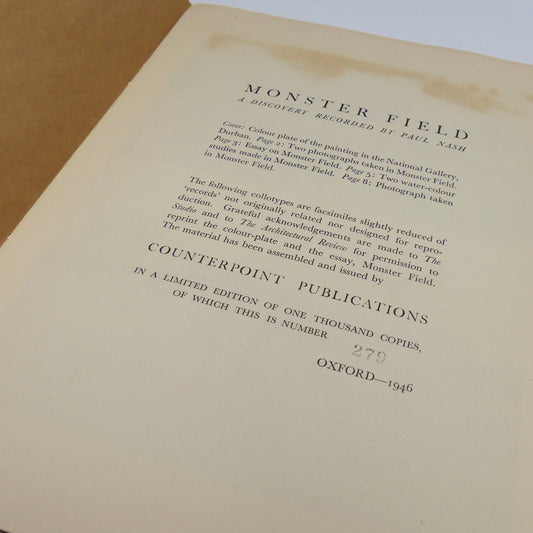 MONSTER FIELD
A DISCOVERY RECORDED BY PAUL NASH
Cover: Colour plate of the painting in the National Gallery,
Durban. Page 2: Two photographs taken in Monster Field.
Page 3: Essay on Monster Field. Page 5: Two water-colour
studies made in Monster Field. Page 8: Photograph taken
in Monster Field.
The following collotypes are facsimiles slightly reduced of
'records' not originally related nor designed for repro-
duction. Grateful acknowledgements are made to The
Studio and to The Architectural Review for permission to
reprint the colour-plate and the essay, Monster Field.
The material has been assembled and issued by
COUNTERPOINT PUBLICATIONS
IN A LIMITED EDITION OF ONE THOUSAND COPIES,
OF WHICH THIS IS NUMBER 279
OXFORD—1946